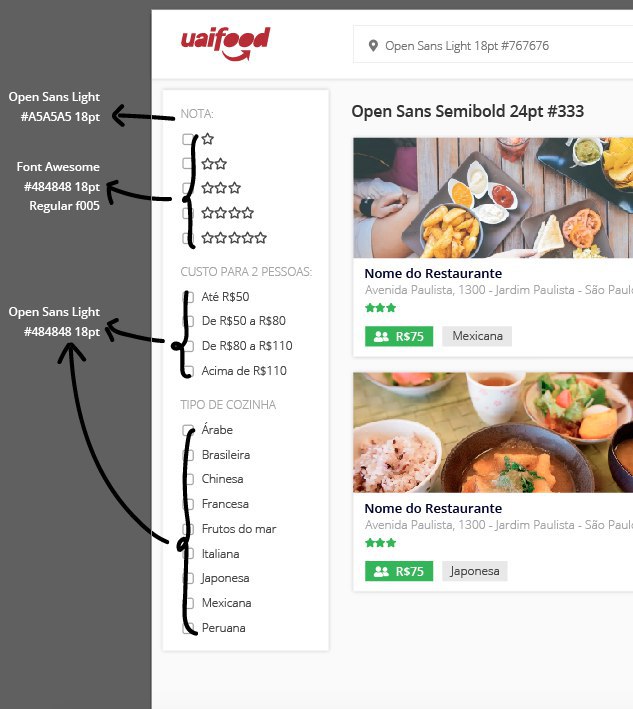 uaifood
Open Sans Light 18pt #767676
Open Sans Light
#A5A5A5 18pt
Font Awesome
#484848 18pt
Regular f005
Open Sans Light
#484848 18pt
NOTA:
CUSTO PARA 2 PESSOAS:
Até R$50
De R$50 a R$80
De R$80 a R$110
Acima de R$110
TIPO DE COZINHA
Árabe
Brasileira
Chinesa
Francesa
Frutos do mar
Italiana
Japonesa
Mexicana
Peruana
Open Sans Semibold 24pt #333
Nome do Restaurante
Avenida Paulista, 1300 - Jardim Paulista - São Paulo
R$75
Mexicana
Nome do Restaurante
Avenida Paulista, 1300 - Jardim Paulista - São Paulo
R$75
Japonesa